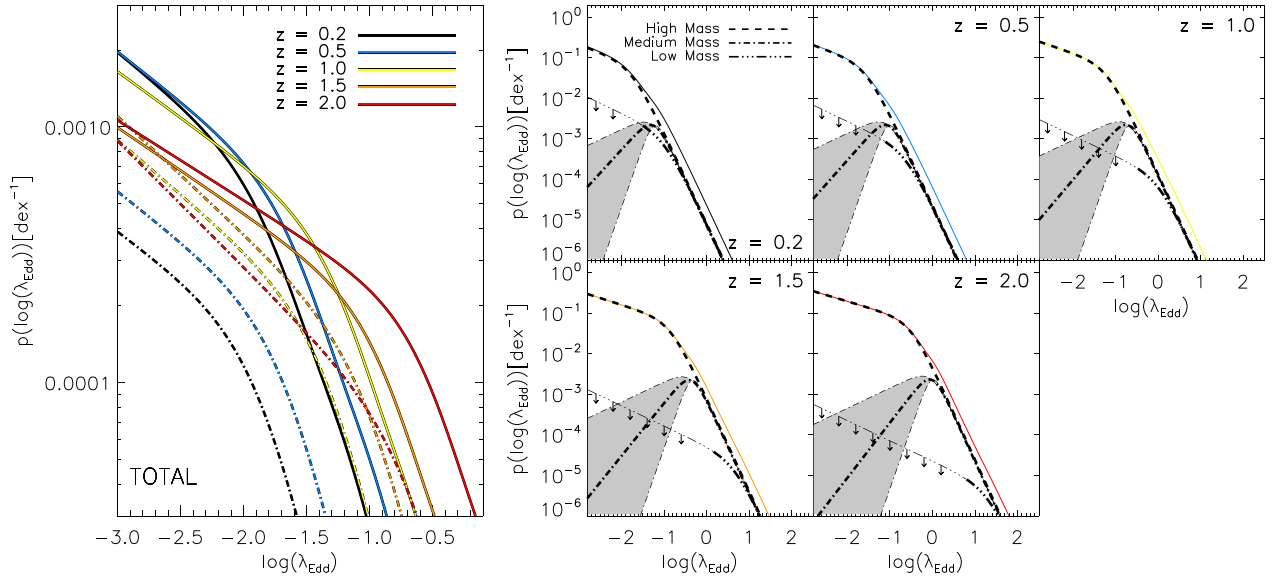 z = 0.2
z = 0.5
z = 1.0
z = 1.5
z = 2.0
0.0010
0.0001
p(log(λEdd))[dex⁻¹]
TOTAL
-3.0 -2.5 -2.0 -1.5 -1.0 -0.5
log(λEdd)
High Mass
Medium Mass
Low Mass
10⁰
10⁻¹
10⁻²
10⁻³
10⁻⁴
10⁻⁵
10⁻⁶
p(log(λEdd))[dex⁻¹]
z = 0.2
z = 0.5
z = 1.0
-2 -1 0 1 2
log(λEdd)
10⁰
10⁻¹
10⁻²
10⁻³
10⁻⁴
10⁻⁵
10⁻⁶
p(log(λEdd))[dex⁻¹]
z = 1.5
z = 2.0
-2 -1 0 1 2
-2 -1 0 1 2
log(λEdd)
log(λEdd)